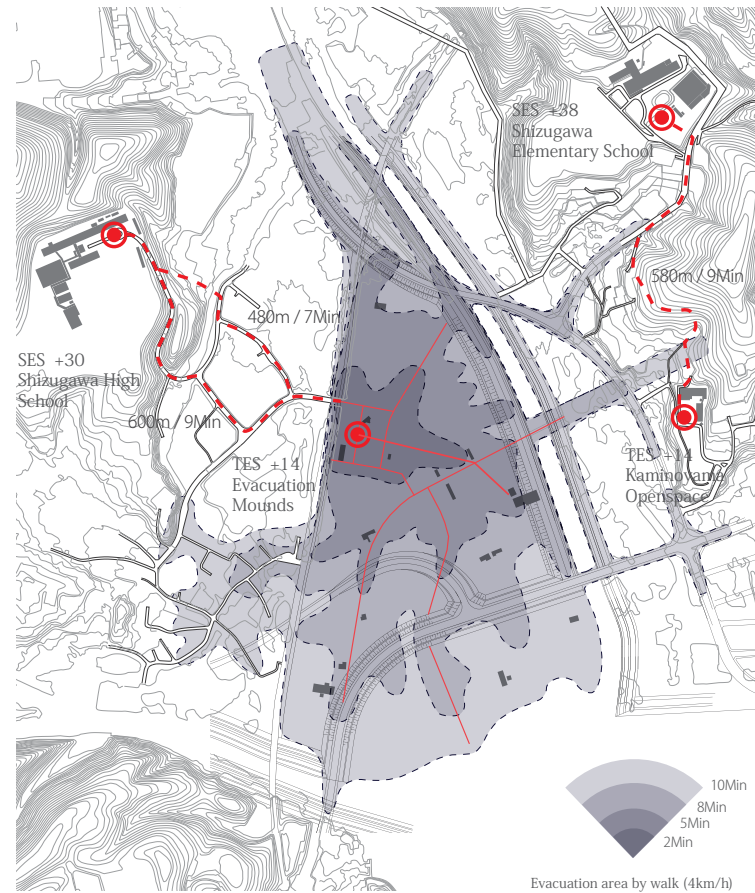 SES +38
Shizugawa
Elementary School
580m / 9Min
480m / 7Min
SES +30
Shizugawa High
School
600m / 9Min
TES +14
Evacuation
Mounds
TES +14
Kaminoyama
Openspace
10Min
8Min
5Min
2Min
Evacuation area by walk (4km/h)